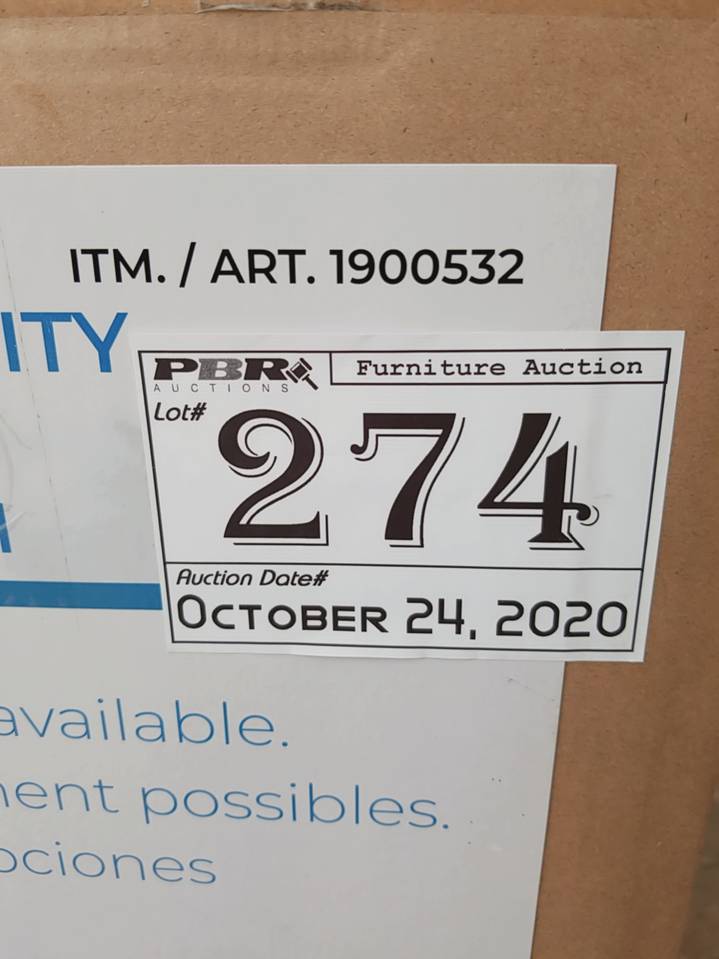 ITM. / ART. 1900532
ITY
PBR
AUCTIONS
Furniture Auction
Lot#
274
Auction Date#
OCTOBER 24, 2020
available.
ent possibles.
ociones